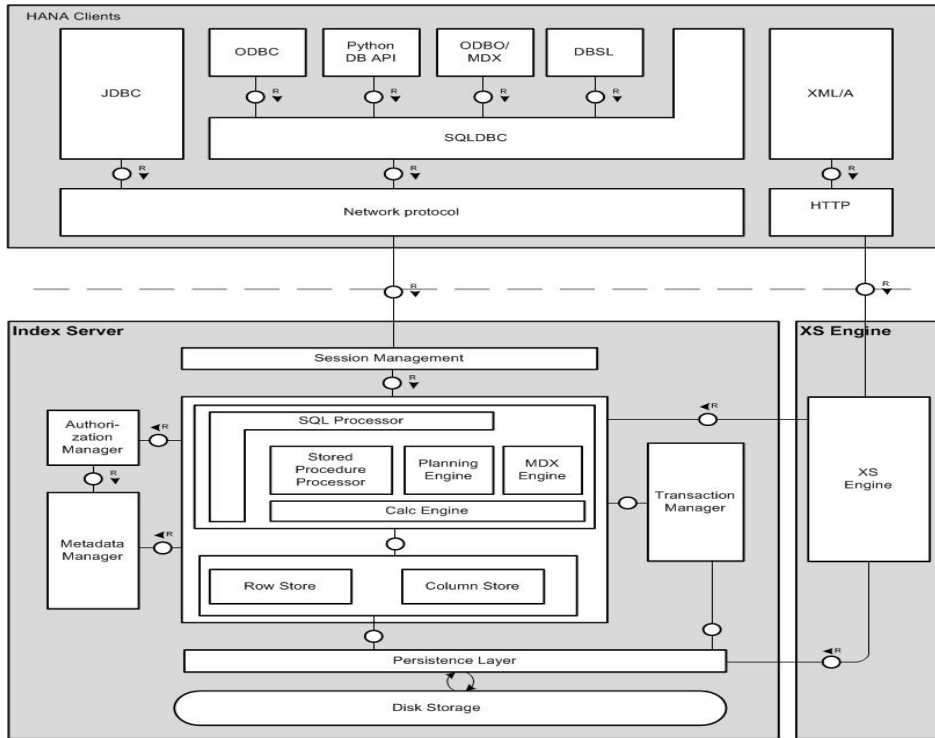 HANA Clients
JDBC
ODBC
Python
DB API
ODBO/
MDX
DBSL
XML/A
R
R
R
R
SQLDBC
R
R
R
Network protocol
HTTP
R
R
Index Server
XS Engine
Session Management
R
Authori-
zation
Manager
R
SQL Processor
R
Stored
Procedure
Processor
Planning
Engine
MDX
Engine
Calc Engine
R
Transaction
Manager
XS
Engine
Metadata
Manager
R
Row Store
Column Store
Persistence Layer
R
Disk Storage